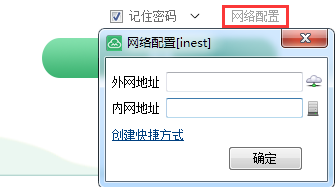 记住密码 网络配置
网络配置[inest]
外网地址
内网地址
创建快捷方式
确定